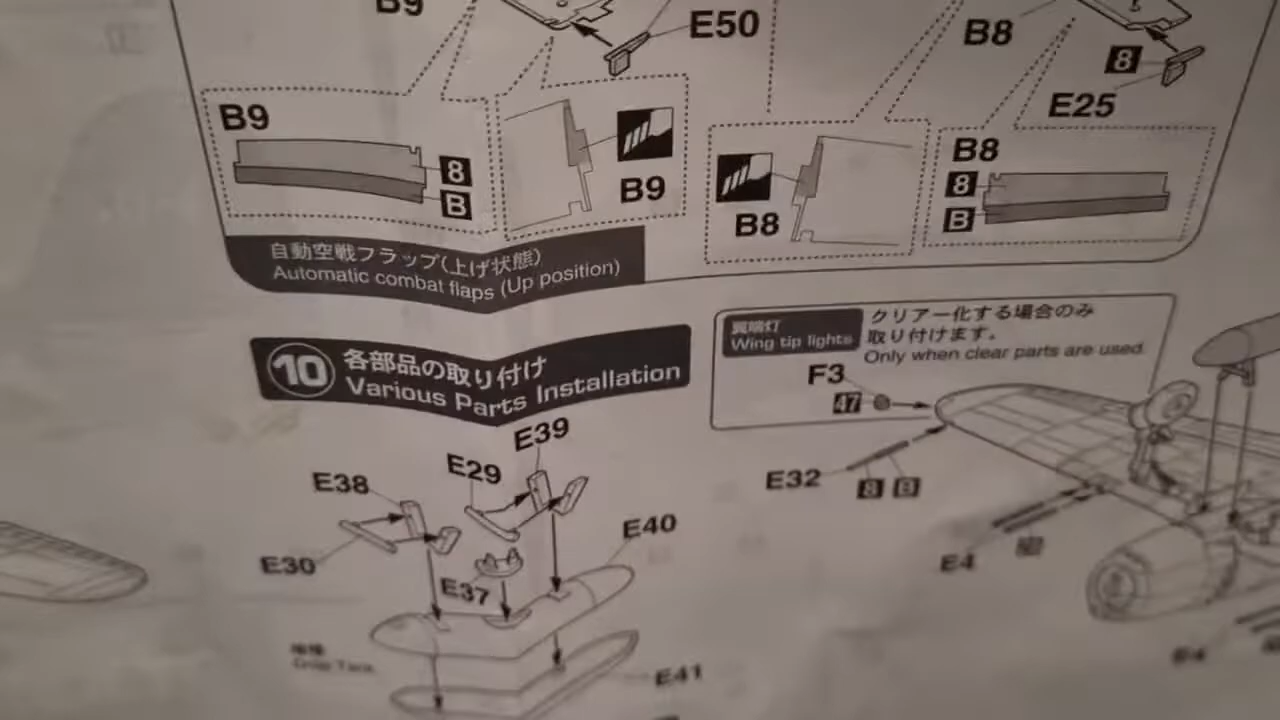 B9
E50
B8
8
E25
B9
8
B
B9
B8
B8
8
B
自動空戦フラップ(上げ状態)
Automatic combat flaps (Up position)
10 各部品の取り付け
Various Parts Installation
翼端灯
Wing tip lights
クリアー化する場合のみ
取り付けます。
Only when clear parts are used.
F3
47
E32
8
8
E4
E39
E29
E38
E30
E37
E40
Drop Tank
E41
E4